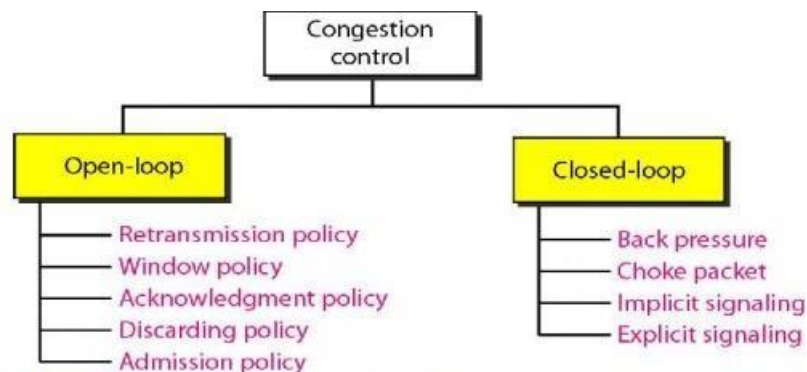 Congestion
control
Open-loop
Retransmission policy
Window policy
Acknowledgment policy
Discarding policy
Admission policy
Closed-loop
Back pressure
Choke packet
Implicit signaling
Explicit signaling